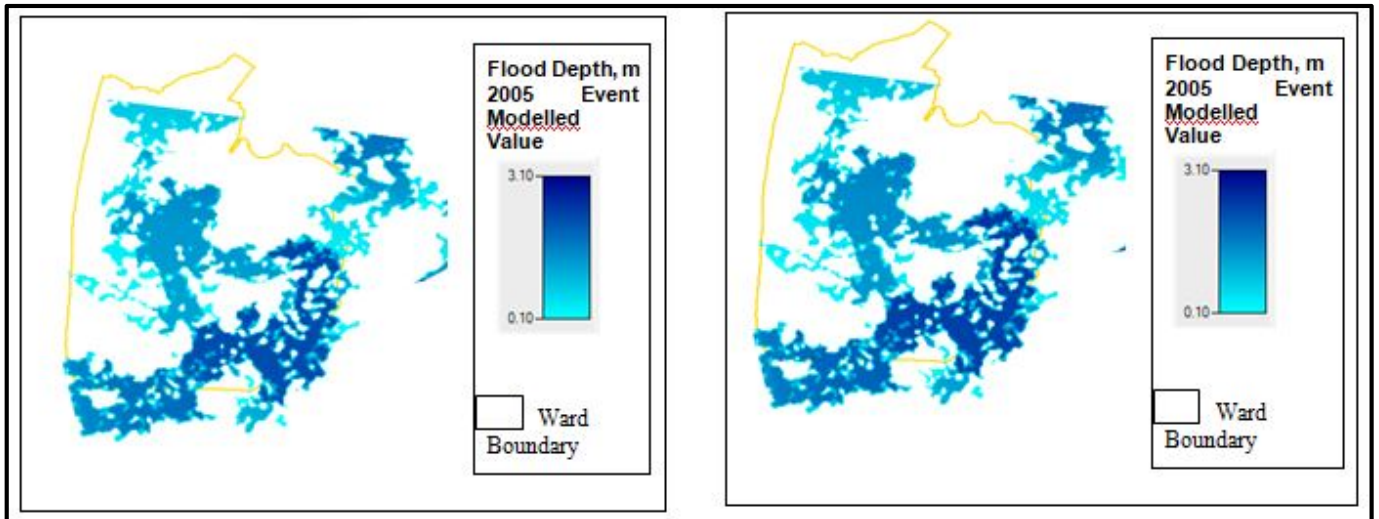 Flood Depth, m
2005 Event
Modelled
Value
3.10
0.10
Ward
Boundary
Flood Depth, m
2005 Event
Modelled
Value
3.10
0.10
Ward
Boundary